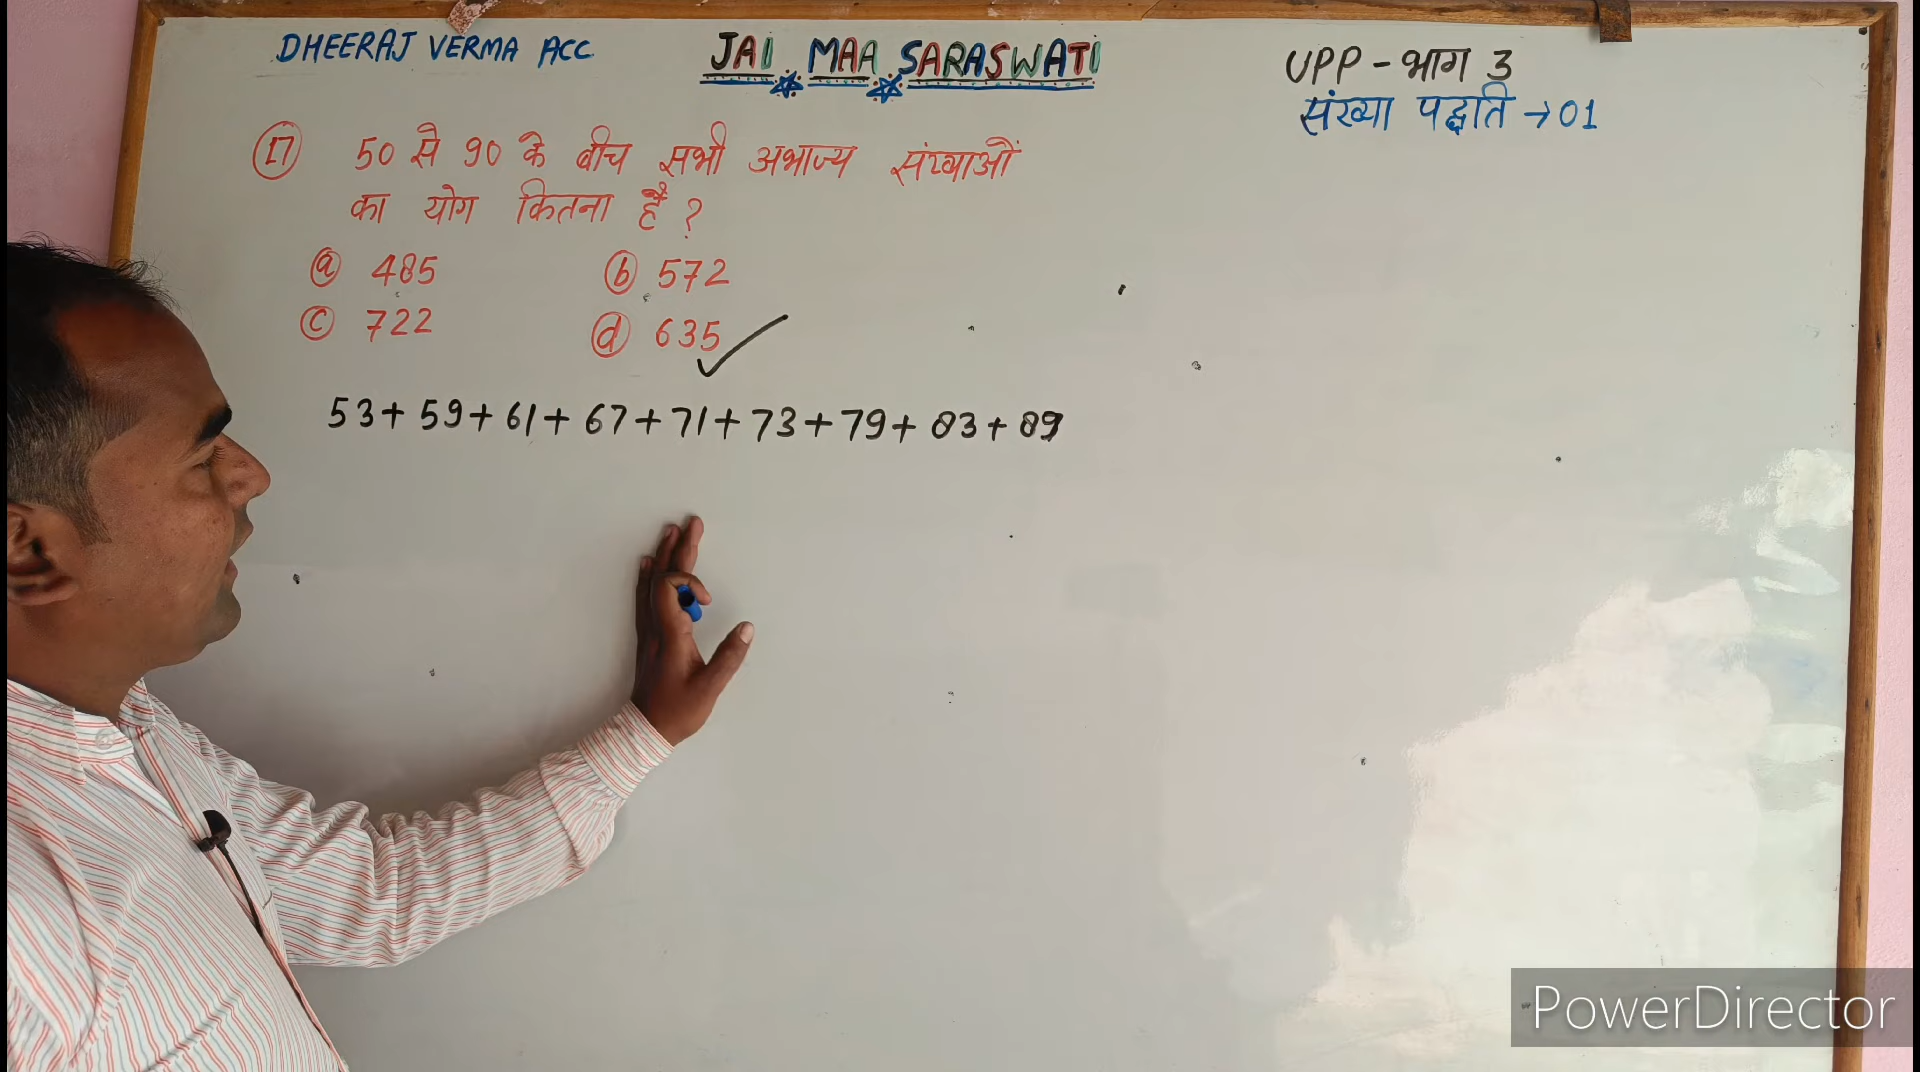 DHEERAJ VERMA ACC
JAI MAA SARASWATI
UPP - भाग 3
संख्या पद्धति → 01
17 50 से 90 के बीच सभी अभाज्य संख्याओं
का योग कितना है ?
a 485 b 572
c 722 d 635 ✓
53+ 59+ 61+ 67+71+73+79+ 83+ 89
PowerDirector